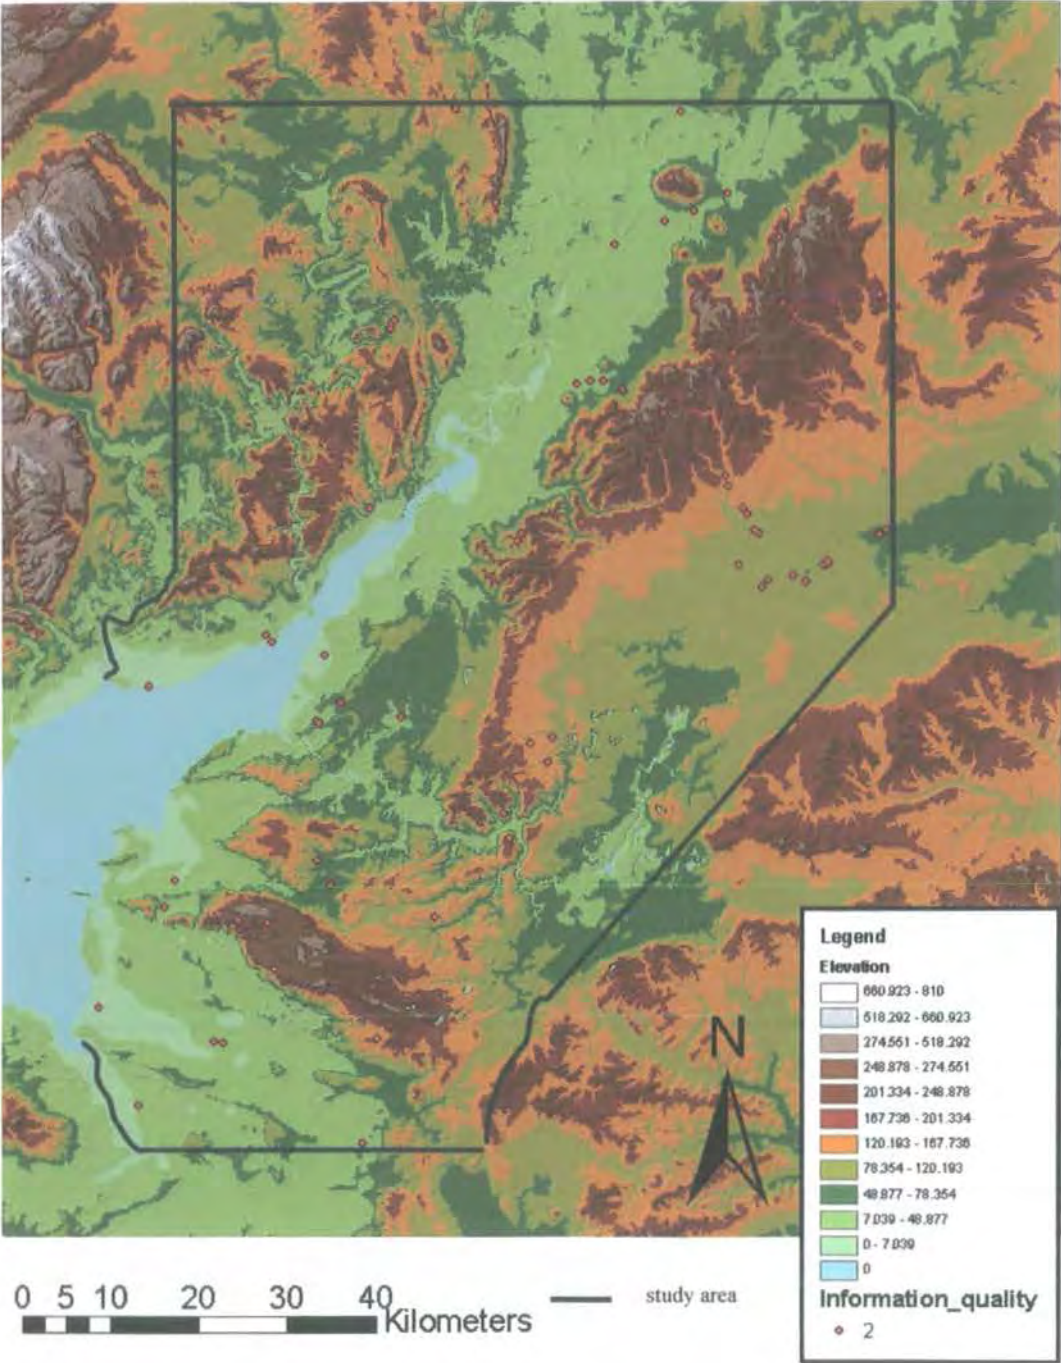 Legend
Elevation
660.923 - 810
518.292 - 660.923
274.551 - 518.292
248.878 - 274.551
201.334 - 248.878
167.736 - 201.334
120.193 - 167.736
78.354 - 120.193
48.877 - 78.354
7.039 - 48.877
0 - 7.039
0
Information_quality
2
N
0 5 10 20 30 40
Kilometers
study area